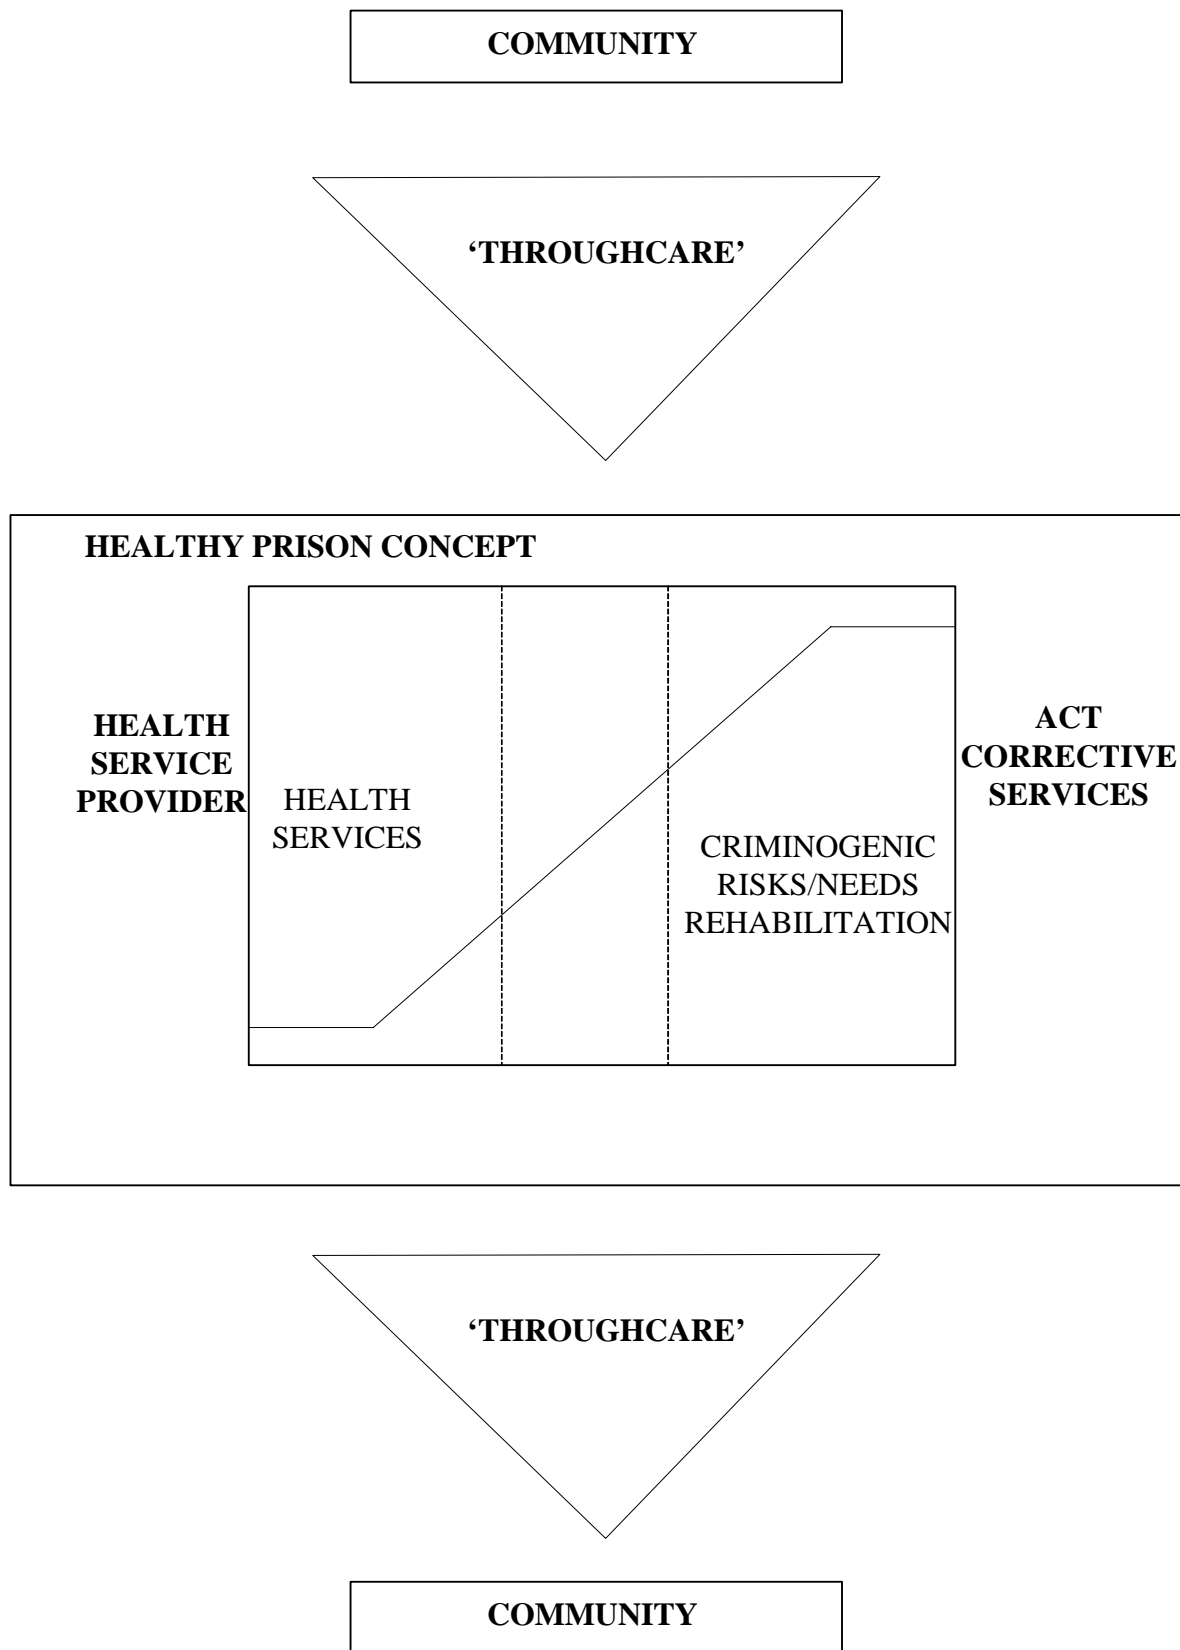 COMMUNITY
‘THROUGHCARE’
HEALTHY PRISON CONCEPT
HEALTH
SERVICE
PROVIDER
HEALTH
SERVICES
ACT
CORRECTIVE
SERVICES
CRIMINOGENIC
RISKS/NEEDS
REHABILITATION
‘THROUGHCARE’
COMMUNITY